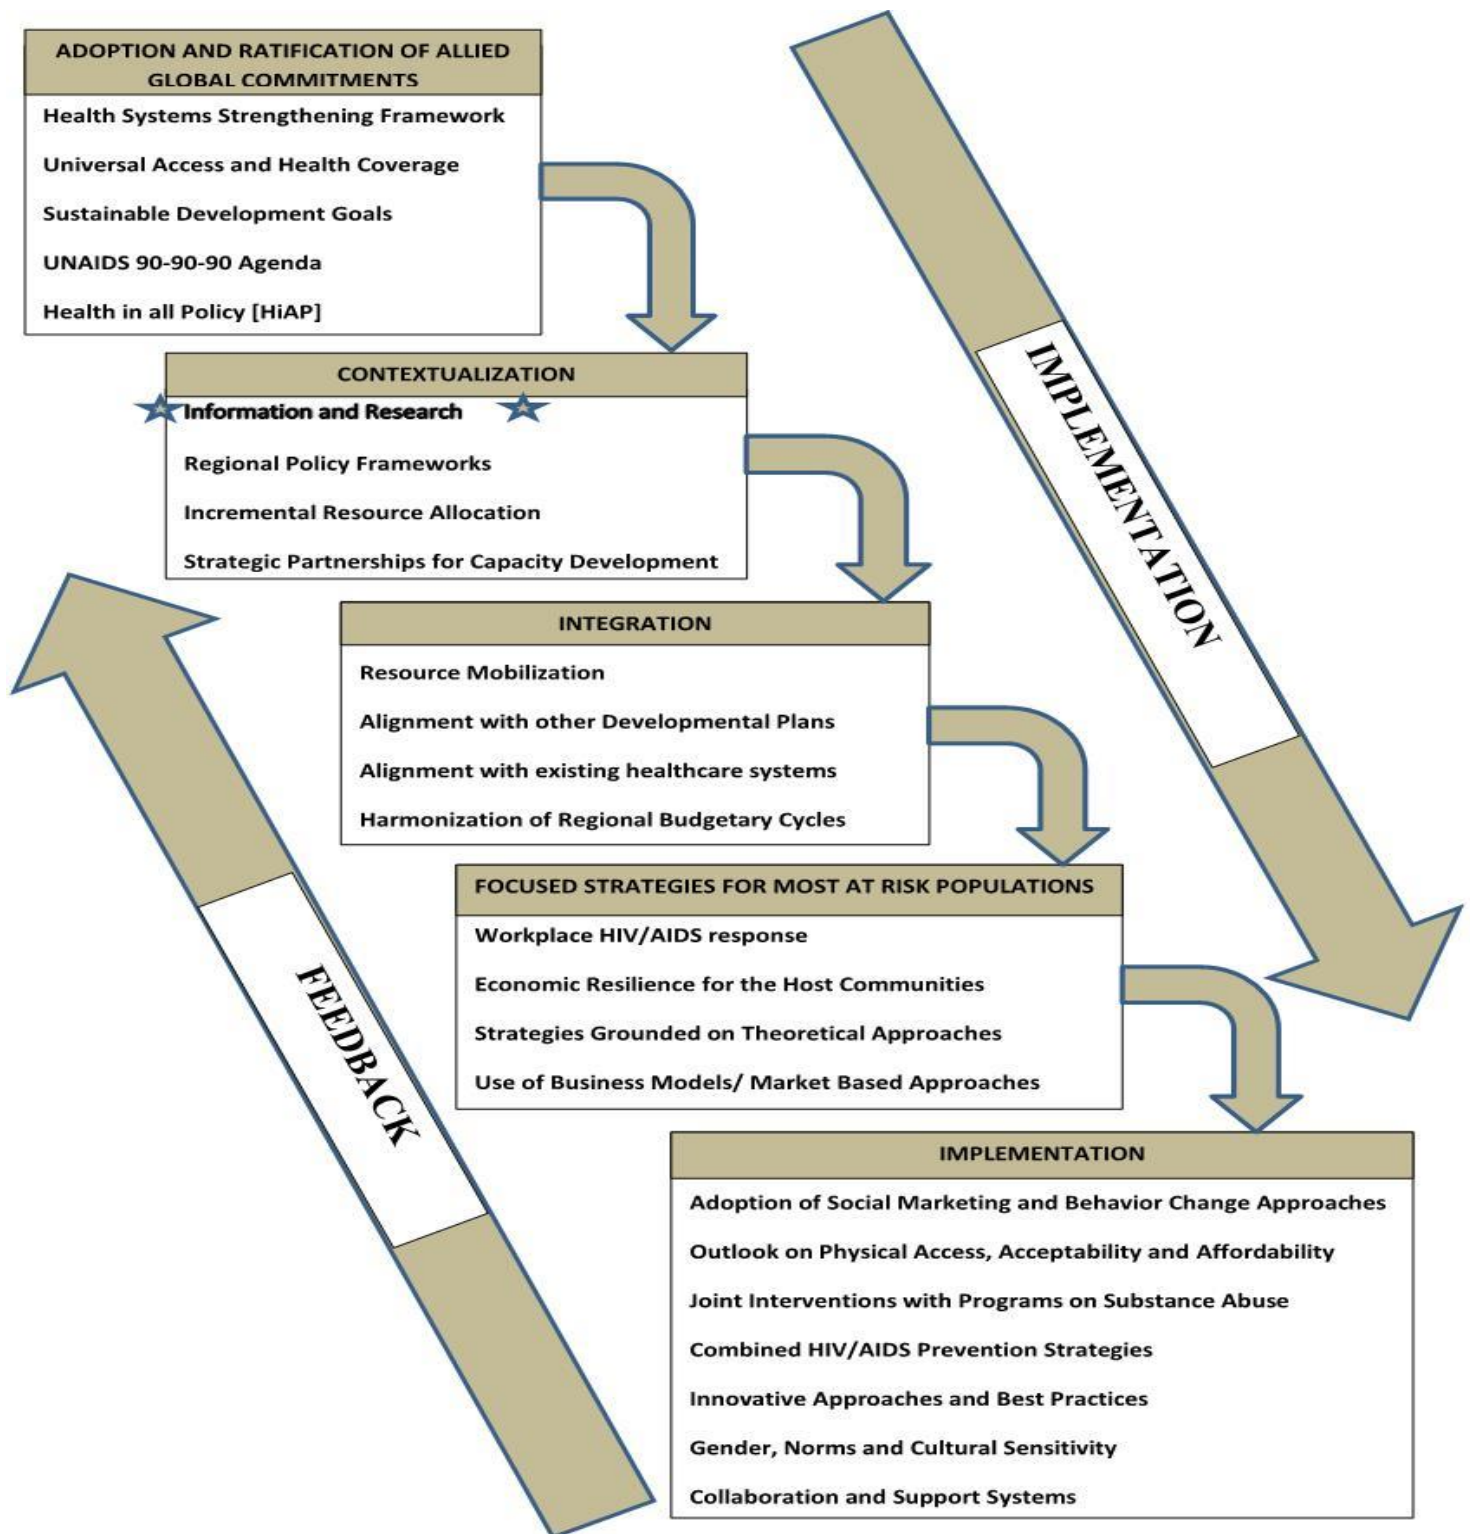 ADOPTION AND RATIFICATION OF ALLIED
GLOBAL COMMITMENTS
Health Systems Strengthening Framework
Universal Access and Health Coverage
Sustainable Development Goals
UNAIDS 90-90-90 Agenda
Health in all Policy [HiAP]
CONTEXTUALIZATION
Information and Research
Regional Policy Frameworks
Incremental Resource Allocation
Strategic Partnerships for Capacity Development
INTEGRATION
Resource Mobilization
Alignment with other Developmental Plans
Alignment with existing healthcare systems
Harmonization of Regional Budgetary Cycles
FOCUSED STRATEGIES FOR MOST AT RISK POPULATIONS
Workplace HIV/AIDS response
Economic Resilience for the Host Communities
Strategies Grounded on Theoretical Approaches
Use of Business Models/ Market Based Approaches
IMPLEMENTATION
Adoption of Social Marketing and Behavior Change Approaches
Outlook on Physical Access, Acceptability and Affordability
Joint Interventions with Programs on Substance Abuse
Combined HIV/AIDS Prevention Strategies
Innovative Approaches and Best Practices
Gender, Norms and Cultural Sensitivity
Collaboration and Support Systems
IMPLEMENTATION
FEEDBACK